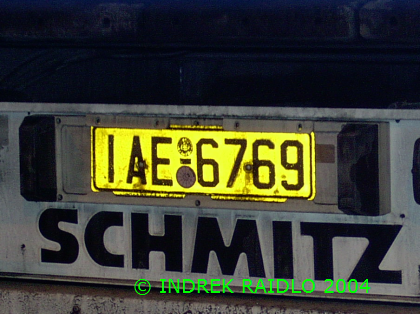 IAE 6769
SCHMITZ
© INDREK RAIDLO 2004